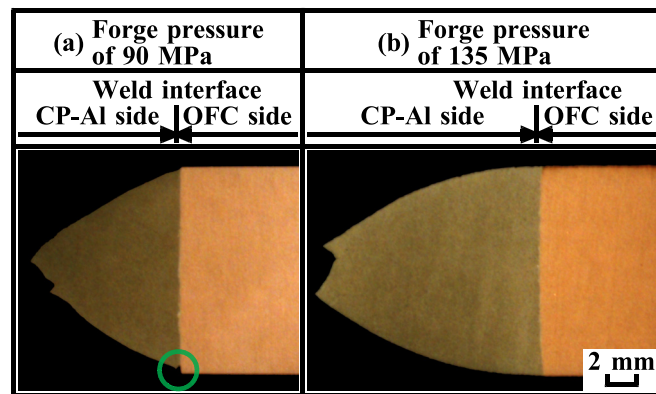 (a) Forge pressure
of 90 MPa
(b) Forge pressure
of 135 MPa
Weld interface
CP-Al side OFC side
Weld interface
CP-Al side OFC side
2 mm